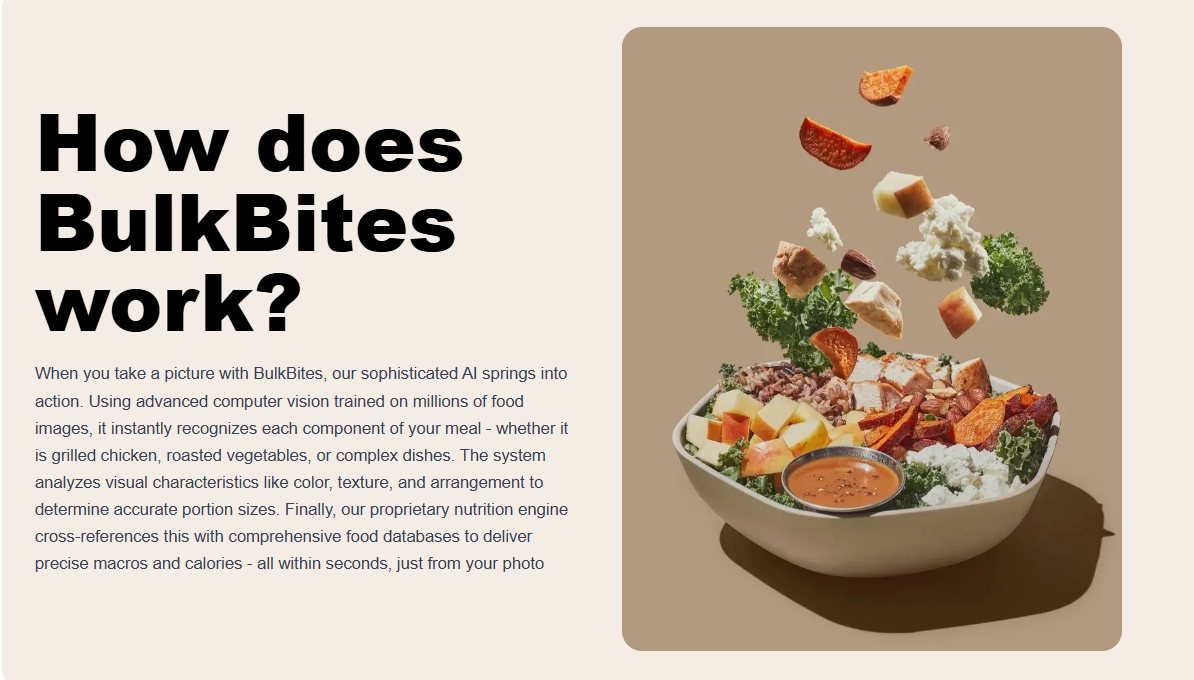 How does
BulkBites
work?
When you take a picture with BulkBites, our sophisticated AI springs into
action. Using advanced computer vision trained on millions of food
images, it instantly recognizes each component of your meal - whether it
is grilled chicken, roasted vegetables, or complex dishes. The system
analyzes visual characteristics like color, texture, and arrangement to
determine accurate portion sizes. Finally, our proprietary nutrition engine
cross-references this with comprehensive food databases to deliver
precise macros and calories - all within seconds, just from your photo